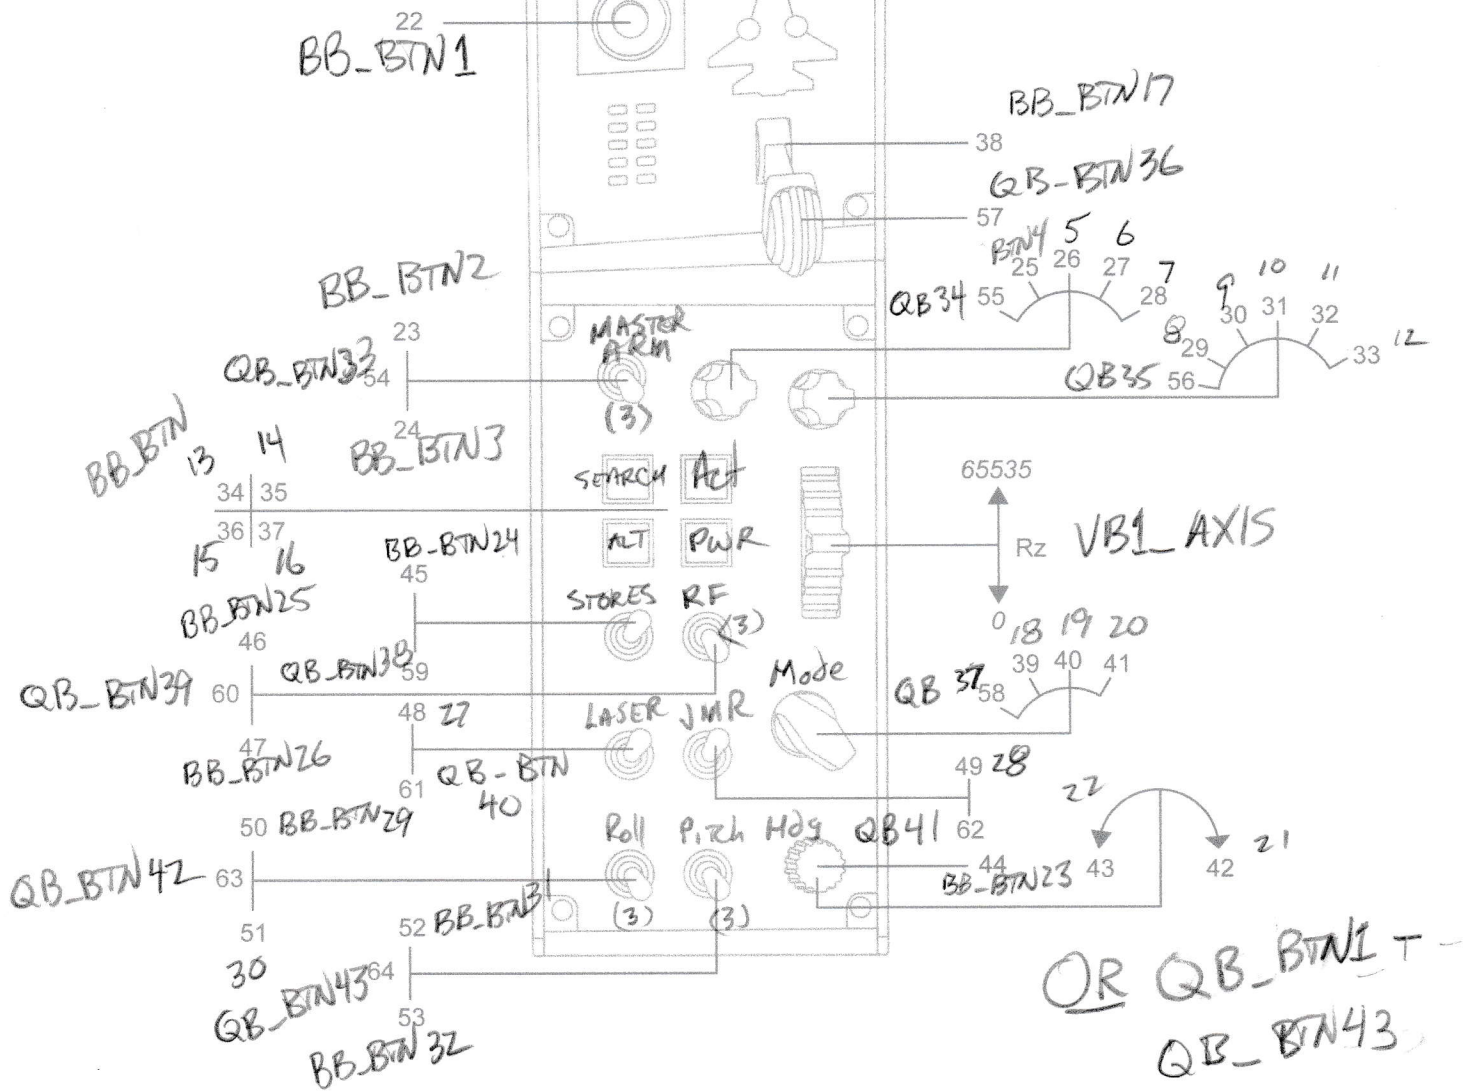 22
BB_BTN1
BB_BTN17
38
QB-BTN36
57
BTN4 5 6
25 26 27
QB34 55 28 7
9 10 11
30 31 32
8 29 33 12
QB35 56
BB_BTN2
23
QB_BTN33 54
24
BB_BTN3
MASTER
ARM
(3)
BB_BTN
13 14
34 35
36 37
15 16
SEARCH Act
ALT PWR
65535
Rz VB1_AXIS
0
BB-BTN24
45
QB_BTN38
59
STORES RF
(3)
BB_BTN25
46
QB_BTN39 60
47
BB_BTN26
18 19 20
39 40 41
QB 37 58
Mode
48 27
61 QB-BTN
40
LASER JMR
49 28
QB41 62
50 BB_BTN29
QB_BTN42 63
51
30
Roll Pitch Hdg
(3) (3)
44
BB_BTN23
22 21
43 42
52 BB_BTN31
QB_BTN43 64
53
BB_BTN32
OR QB_BTN1 T -
QB_BTN43